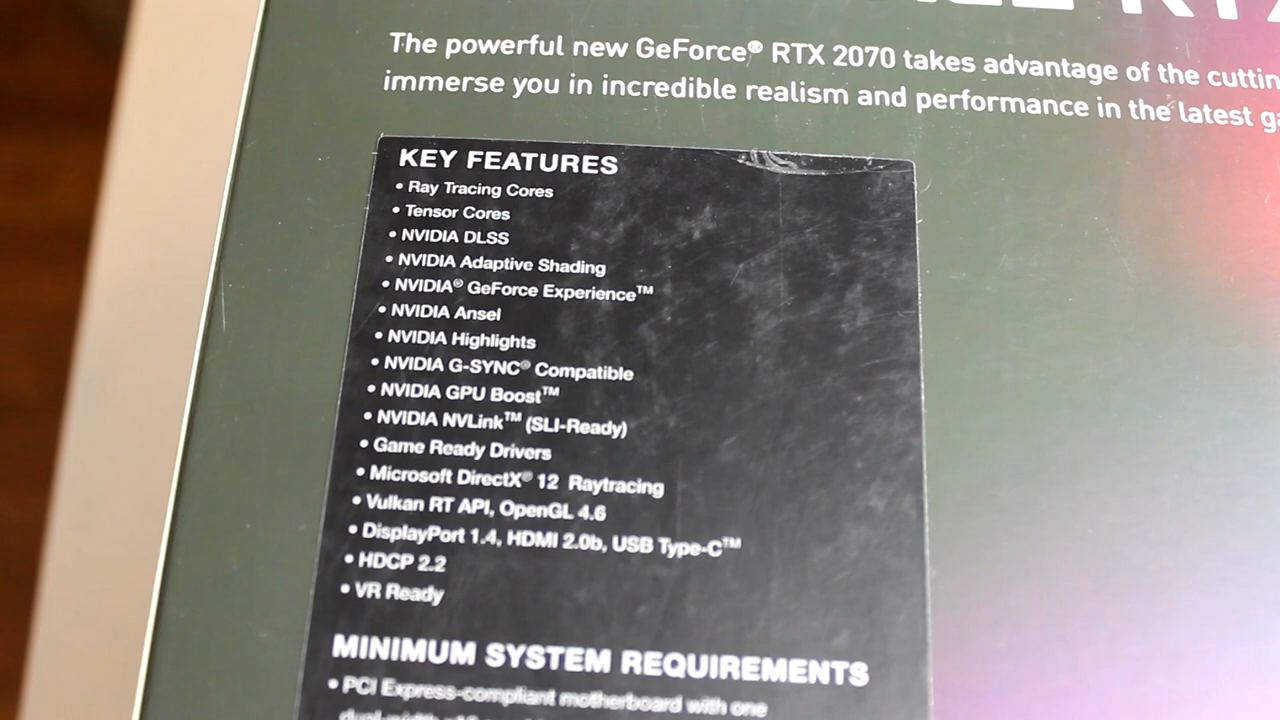 The powerful new GeForce® RTX 2070 takes advantage of the
immerse you in incredible realism and performance in the latest
KEY FEATURES
• Ray Tracing Cores
• Tensor Cores
• NVIDIA DLSS
• NVIDIA Adaptive Shading
• NVIDIA® GeForce Experience™
• NVIDIA Ansel
• NVIDIA Highlights
• NVIDIA G-SYNC® Compatible
• NVIDIA GPU Boost™
• NVIDIA NVLink™ (SLI-Ready)
• Game Ready Drivers
• Microsoft DirectX® 12 Raytracing
• Vulkan RT API, OpenGL 4.6
• DisplayPort 1.4, HDMI 2.0b, USB Type-C™
• HDCP 2.2
• VR Ready
MINIMUM SYSTEM REQUIREMENTS
• PCI Express-compliant motherboard with one